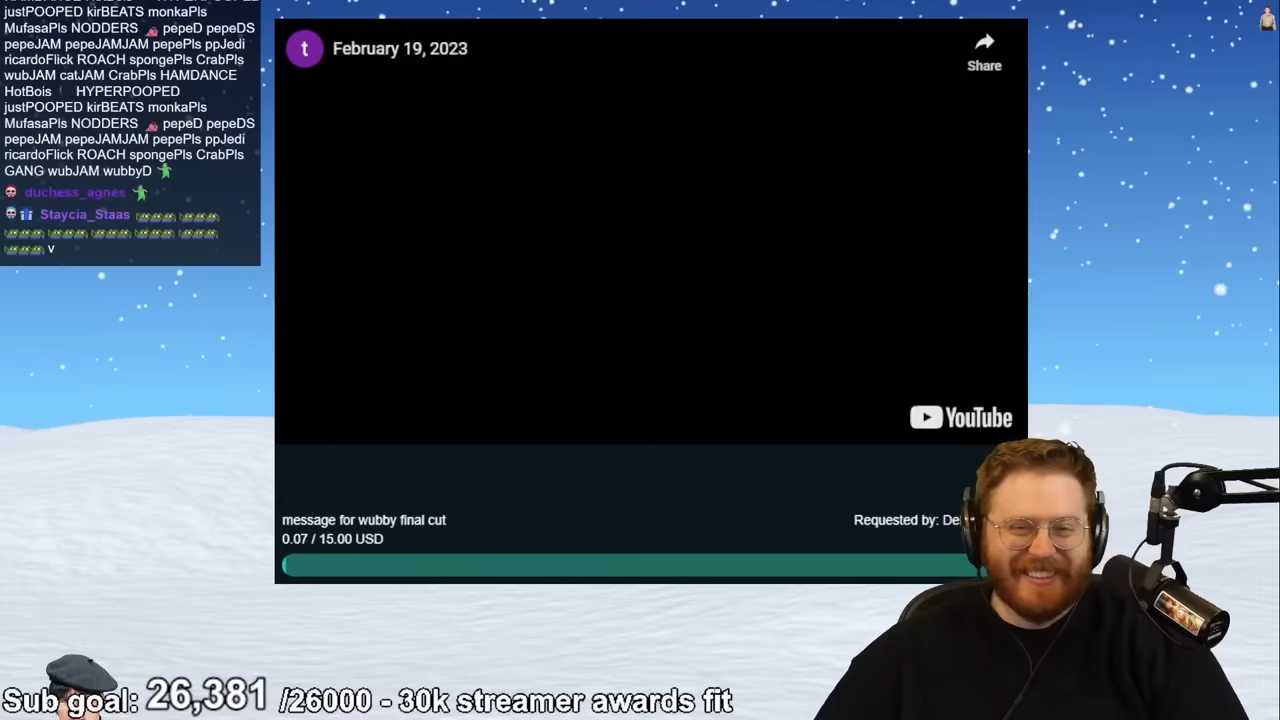 justPOOPED kirBEATS monkaPls
MufasaPls NODDERS pepeD pepeDS
pepeJAM pepeJAMJAM pepePls ppJedi
ricardoFlick ROACH spongePls CrabPls
wubJAM catJAM CrabPls HAMDANCE
HotBois HYPERPOOPED
justPOOPED kirBEATS monkaPls
MufasaPls NODDERS pepeD pepeDS
pepeJAM pepeJAMJAM pepePls ppJedi
ricardoFlick ROACH spongePls CrabPls
GANG wubJAM wubbyD
duchess_agnes
Staycia_Staas
v
t February 19, 2023
Share
YouTube
message for wubby final cut
Requested by:
0.07 / 15.00 USD
Sub goal: 26,381 /26000 - 30k streamer awards fit